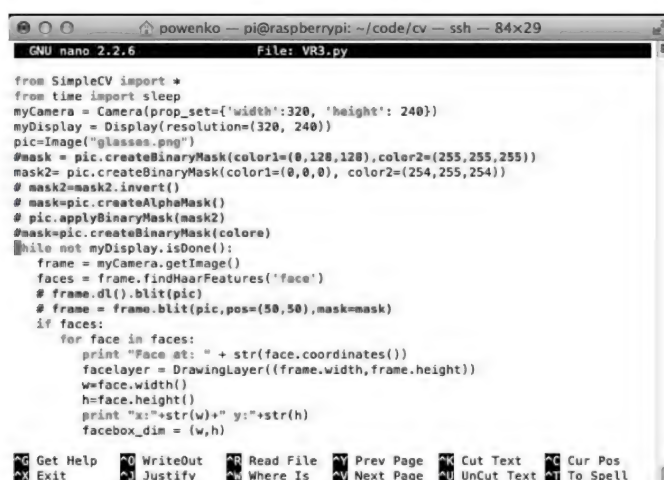 powenko — pi@raspberrypi: ~/code/cv — ssh — 84×29
GNU nano 2.2.6 File: VR3.py
from SimpleCV import *
from time import sleep
myCamera = Camera(prop_set={'width':320, 'height': 240})
myDisplay = Display(resolution=(320, 240))
pic=Image("glasses.png")
#mask = pic.createBinaryMask(color1=(0,128,128),color2=(255,255,255))
mask2= pic.createBinaryMask(color1=(0,0,0), color2=(254,255,254))
# mask2=mask2.invert()
# mask=pic.createAlphaMask()
# pic.applyBinaryMask(mask2)
#mask=pic.createBinaryMask(colore)
while not myDisplay.isDone():
   frame = myCamera.getImage()
   faces = frame.findHaarFeatures('face')
   # frame.dl().blit(pic)
   # frame = frame.blit(pic,pos=(50,50),mask=mask)
   if faces:
      for face in faces:
         print "Face at: " + str(face.coordinates())
         facelayer = DrawingLayer((frame.width,frame.height))
         w=face.width()
         h=face.height()
         print "x:"+str(w)+" y:"+str(h)
         facebox_dim = (w,h)
^G Get Help ^O WriteOut ^R Read File ^Y Prev Page ^K Cut Text ^C Cur Pos
^X Exit ^J Justify ^W Where Is ^V Next Page ^U UnCut Text ^T To Spell